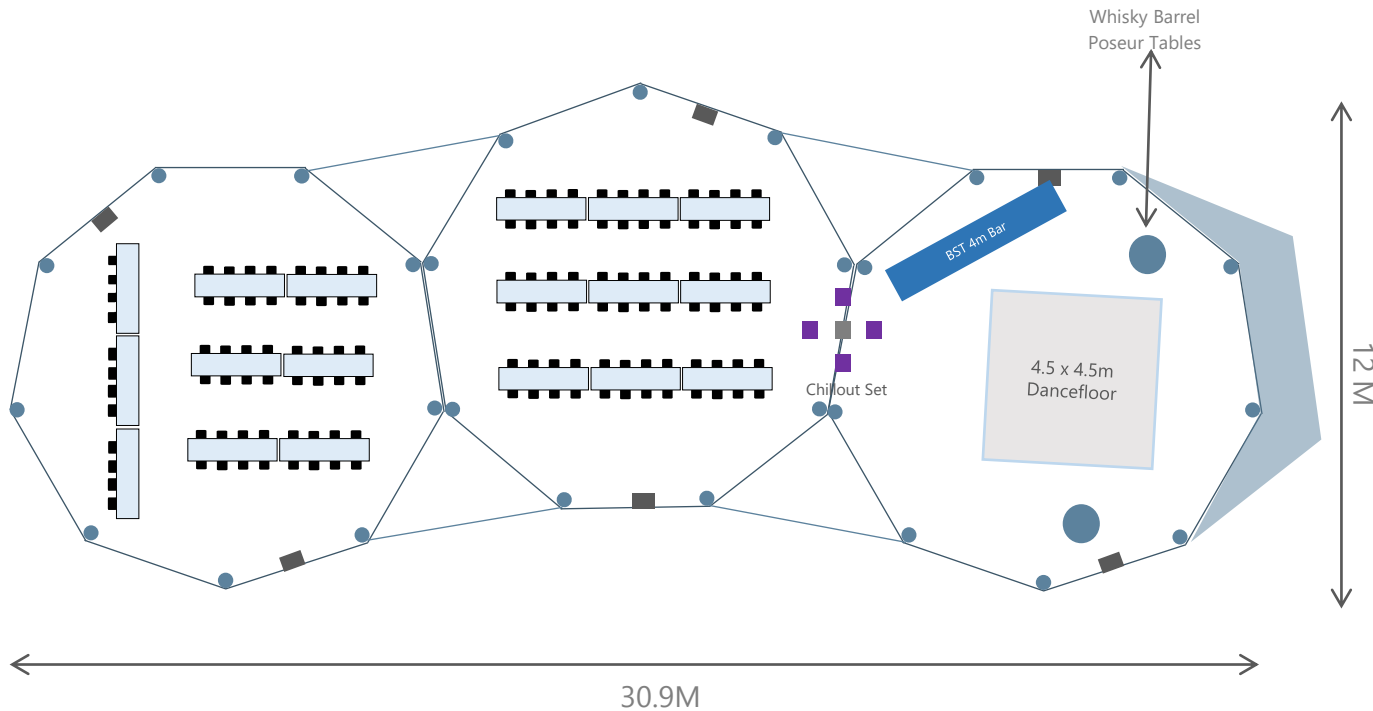 Whisky Barrel
Poseur Tables
BST 4m Bar
4.5 x 4.5m
Dancefloor
Chillout Set
12 M
30.9M